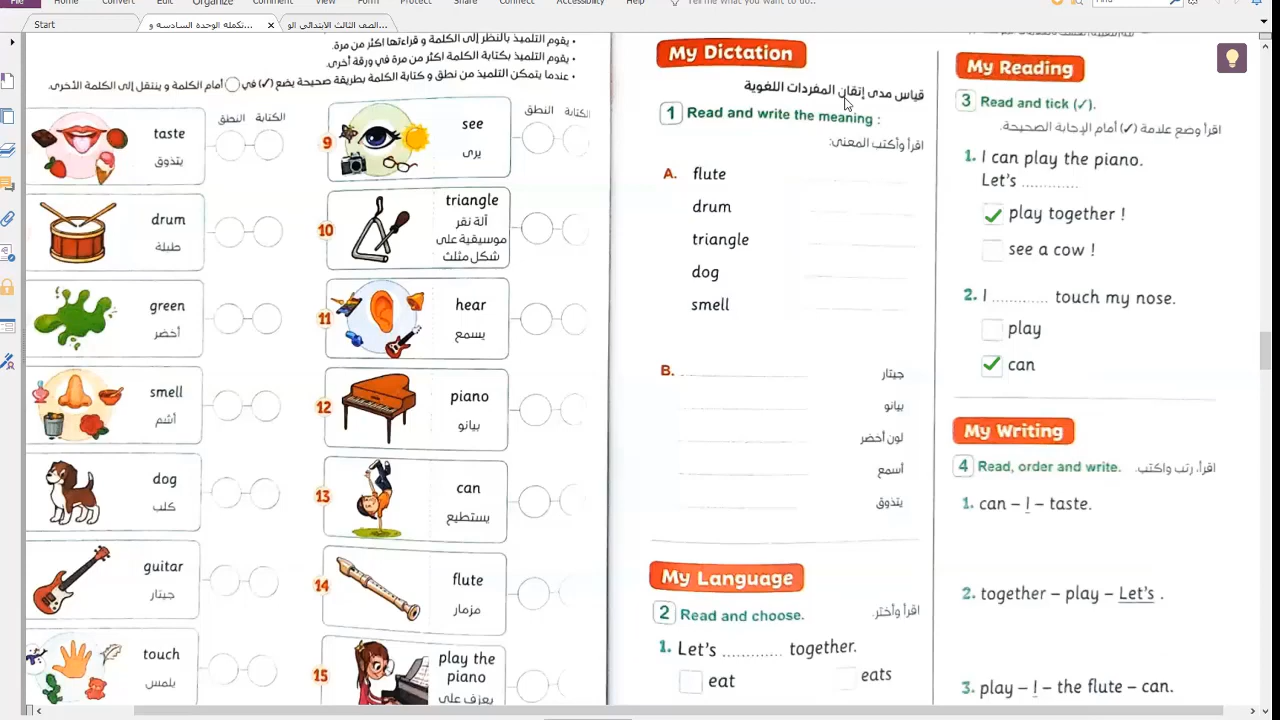 Home
Convert
Edit
Organize
Form
Protect
Share
Connect
Accessibility
Help
Tell me what you want to do..
Find
Start
تكمله الوحدة السادسه و...
الصف الثالث الابتدائي الو...
• يقوم التلميذ بالنظر إلى الكلمة و قراءتها أكثر من مرة.
• يقوم التلميذ بكتابة الكلمة أكثر من مرة في ورقة أخرى.
• عندما يتمكن التلميذ من نطق و كتابة الكلمة بطريقة صحيحة يضع (✓) في أمام الكلمة و ينتقل إلى الكلمة الأخرى.
النطق الكتابة
taste
يتذوق
drum
طبلة
green
أخضر
smell
أشم
dog
كلب
guitar
جيتار
touch
يلمس
النطق الكتابة
9 see
يرى
10 triangle
آلة نقر
موسيقية على
شكل مثلث
11 hear
يسمع
12 piano
بيانو
13 can
يستطيع
14 flute
مزمار
15 play the
piano
يعزف على
My Dictation
قياس مدى إتقان المفردات اللغوية
1 Read and write the meaning :
اقرأ وأكتب المعنى:
A. flute
drum
triangle
dog
smell
B. جيتار
بيانو
لون أخضر
أسمع
يتذوق
My Language
2 Read and choose. اقرأ وأختر.
1. Let's ............ together.
eat eats
My Reading
3 Read and tick (✓).
اقرأ وضع علامة (✓) أمام الإجابة الصحيحة.
1. I can play the piano.
Let's ............
✓ play together !
see a cow !
2. I ............ touch my nose.
play
✓ can
My Writing
4 Read, order and write. اقرأ، رتب واكتب.
1. can – I – taste.
2. together – play – Let's .
3. play – I – the flute – can.